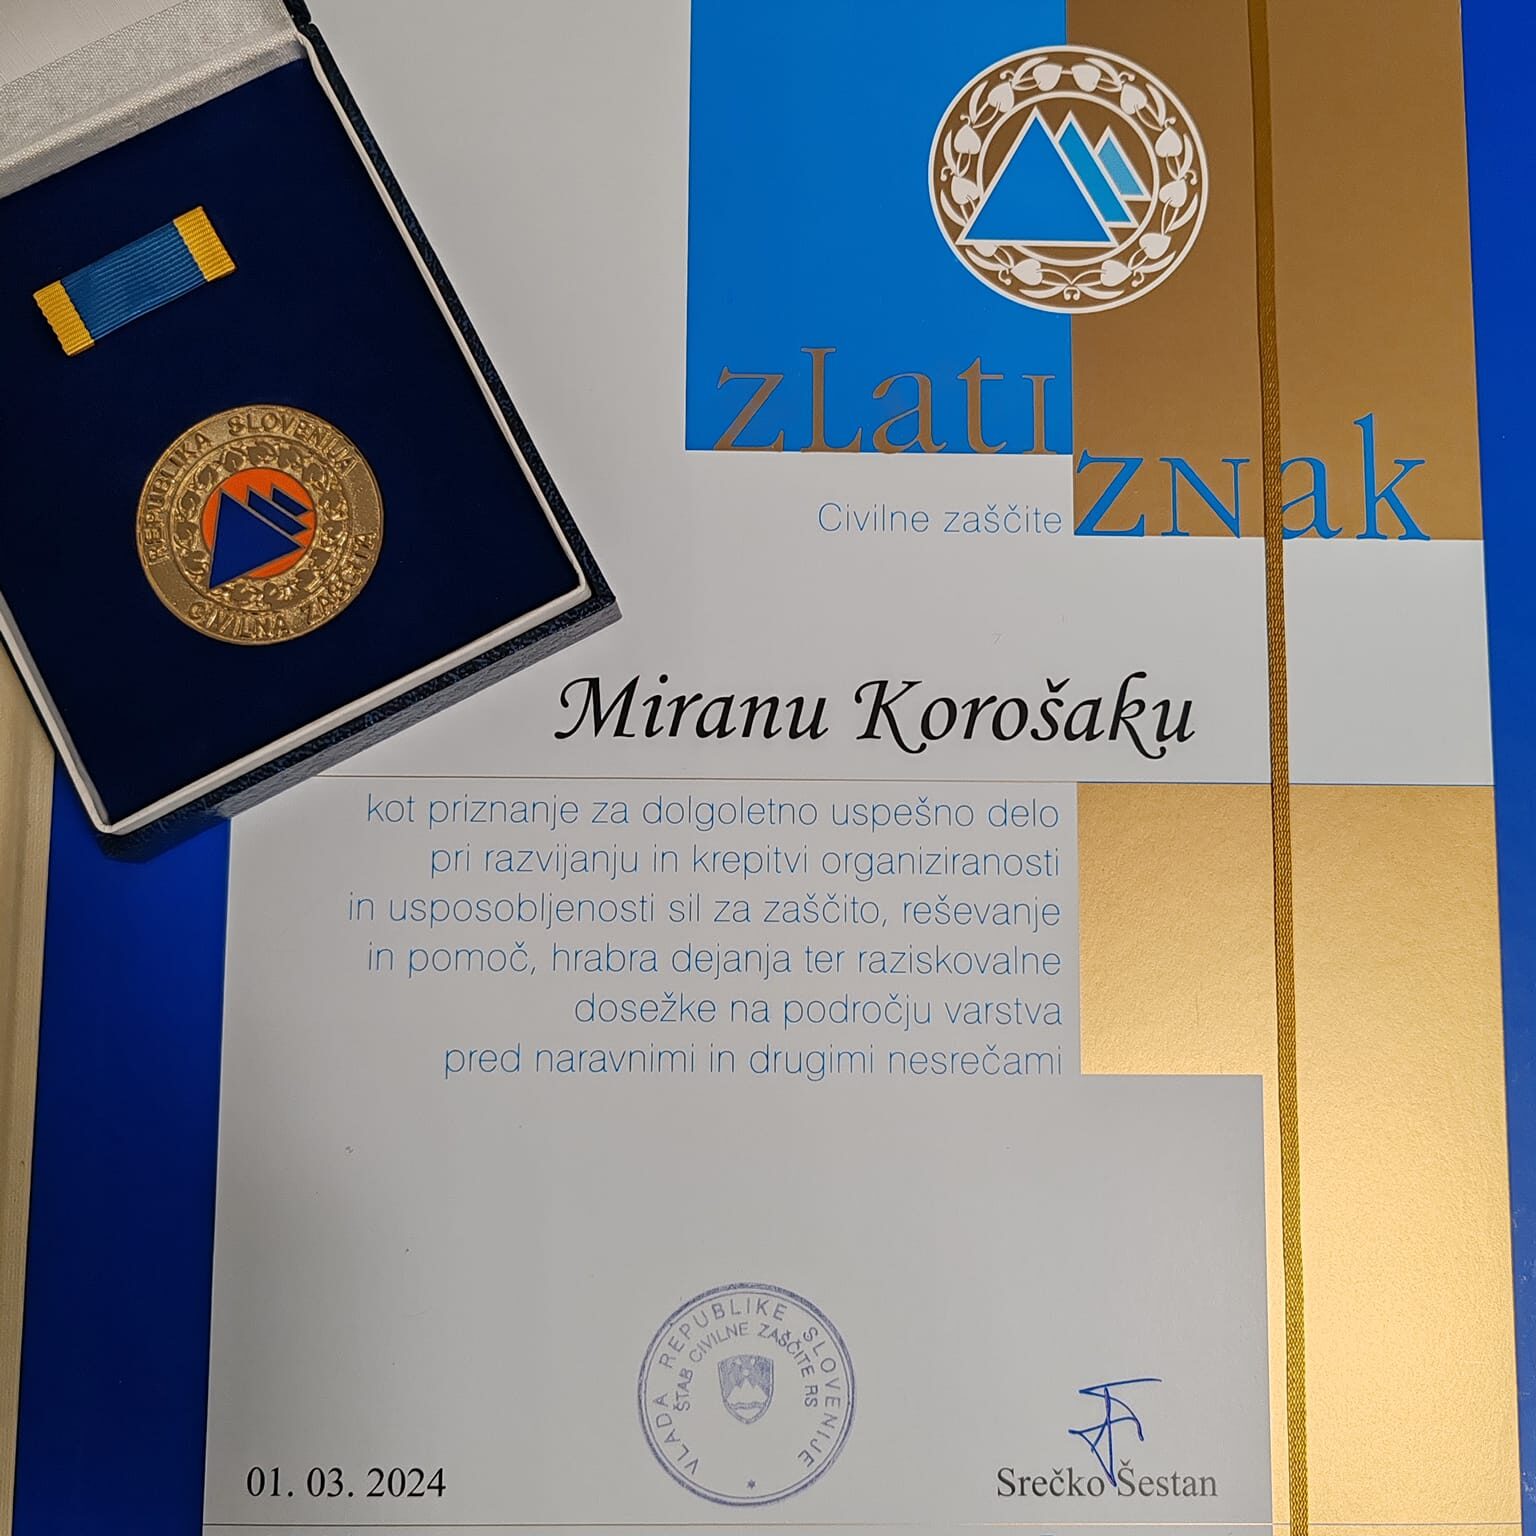 REPUBLIKA SLOVENIJA
CIVILNA ZAŠČITA
zlati
znak
Civilne zaščite
Miranu Korošaku
kot priznanje za dolgoletno uspešno delo
pri razvijanju in krepitvi organiziranosti
in usposobljenosti sil za zaščito, reševanje
in pomoč, hrabra dejanja ter raziskovalne
dosežke na področju varstva
pred naravnimi in drugimi nesrečami
VLADA REPUBLIKE SLOVENIJE
ŠTAB CIVILNE ZAŠČITE RS
01. 03. 2024
Srečko Šestan